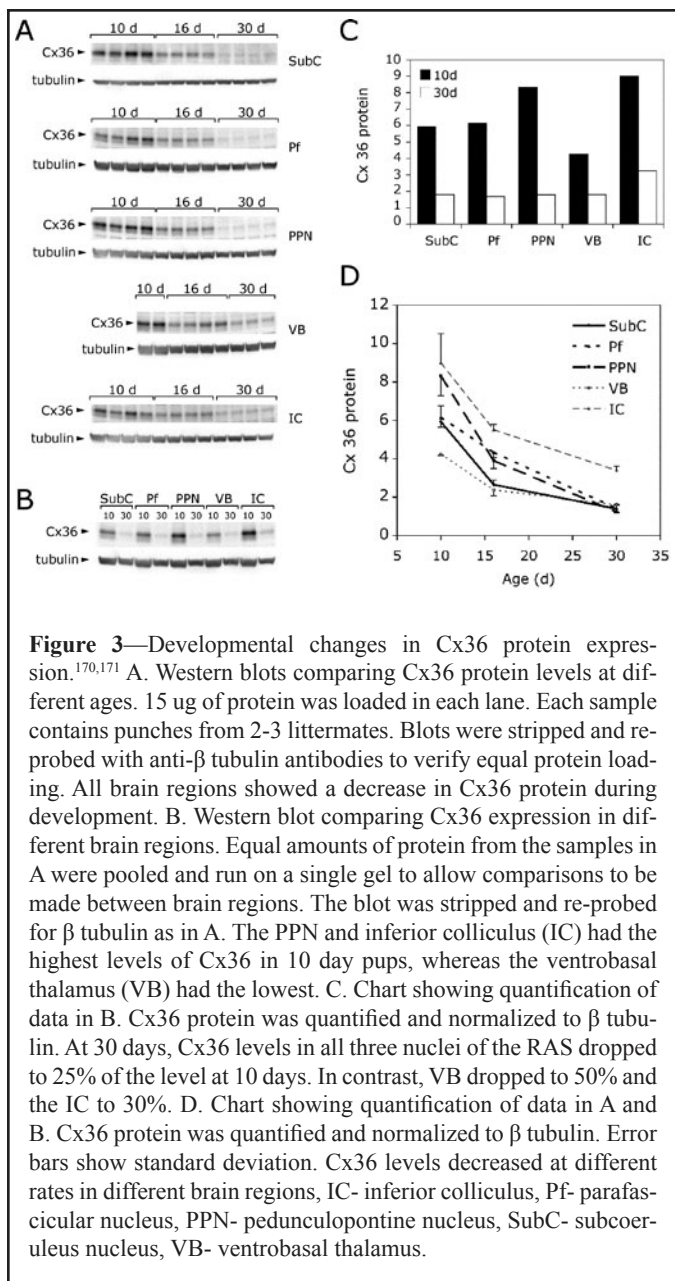 A
10 d 16 d 30 d
Cx36
SubC
tubulin
10 d 16 d 30 d
Cx36
Pf
tubulin
10 d 16 d 30 d
Cx36
PPN
tubulin
10 d 16 d 30 d
Cx36
VB
tubulin
10 d 16 d 30 d
Cx36
IC
tubulin
B
SubC Pf PPN VB IC
10 30 10 30 10 30 10 30 10 30
Cx36
tubulin
C
10
9
8
7
6
5
4
3
2
1
0
Cx 36 protein
10d
30d
SubC Pf PPN VB IC
D
12
10
8
6
4
2
0
Cx 36 protein
SubC
Pf
PPN
VB
IC
5 10 15 20 25 30 35
Age (d)
Figure 3—Developmental changes in Cx36 protein expres-
sion.170,171 A. Western blots comparing Cx36 protein levels at dif-
ferent ages. 15 ug of protein was loaded in each lane. Each sample
contains punches from 2-3 littermates. Blots were stripped and re-
probed with anti-β tubulin antibodies to verify equal protein load-
ing. All brain regions showed a decrease in Cx36 protein during
development. B. Western blot comparing Cx36 expression in dif-
ferent brain regions. Equal amounts of protein from the samples in
A were pooled and run on a single gel to allow comparisons to be
made between brain regions. The blot was stripped and re-probed
for β tubulin as in A. The PPN and inferior colliculus (IC) had the
highest levels of Cx36 in 10 day pups, whereas the ventrobasal
thalamus (VB) had the lowest. C. Chart showing quantification of
data in B. Cx36 protein was quantified and normalized to β tubu-
lin. At 30 days, Cx36 levels in all three nuclei of the RAS dropped
to 25% of the level at 10 days. In contrast, VB dropped to 50% and
the IC to 30%. D. Chart showing quantification of data in A and
B. Cx36 protein was quantified and normalized to β tubulin. Error
bars show standard deviation. Cx36 levels decreased at different
rates in different brain regions, IC- inferior colliculus, Pf- parafas-
cicular nucleus, PPN- pedunculopontine nucleus, SubC- subcoer-
uleus nucleus, VB- ventrobasal thalamus.